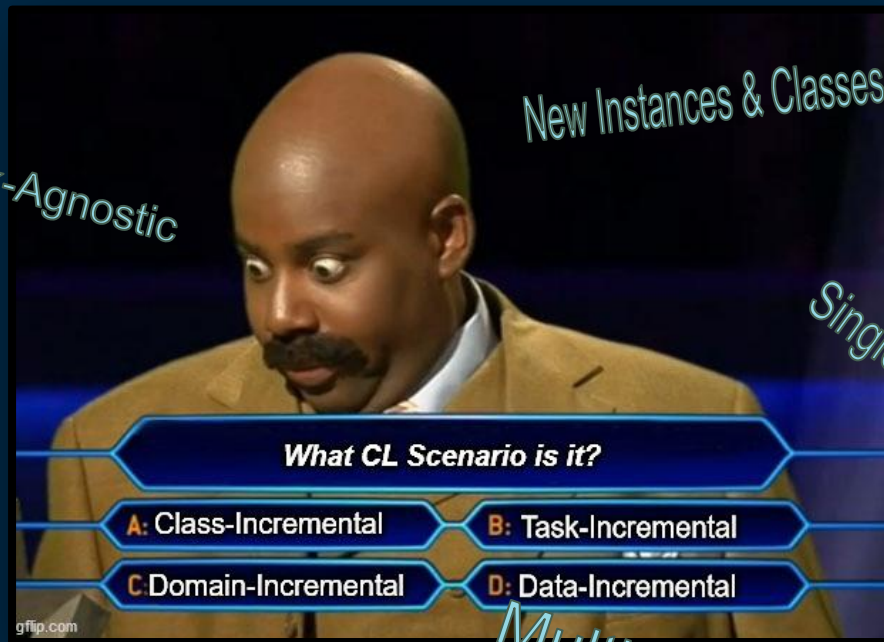 New Instances & Classes
-Agnostic
What CL Scenario is it?
A: Class-Incremental
B: Task-Incremental
C: Domain-Incremental
D: Data-Incremental
gflip.com